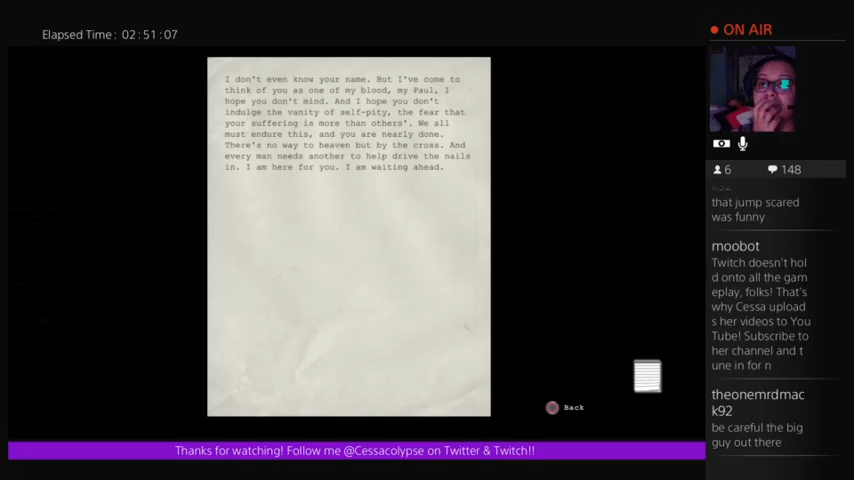 Elapsed Time: 02:51:07
ON AIR
I don't even know your name. But I've come to
think of you as one of my blood, my Paul, I
hope you don't mind. And I hope you don't
indulge the vanity of self-pity, the fear that
your suffering is more than others'. We all
must endure this, and you are nearly done.
There's no way to heaven but by the cross. And
every man needs another to help drive the nails
in. I am here for you. I am waiting ahead.
Back
Thanks for watching! Follow me @Cessacolypse on Twitter & Twitch!!
6
148
that jump scared
was funny
moobot
Twitch doesn't hol
d onto all the gam
eplay, folks! That's
why Cessa upload
s her videos to You
Tube! Subscribe to
her channel and t
une in for n
theonemrdmac
k92
be careful the big
guy out there